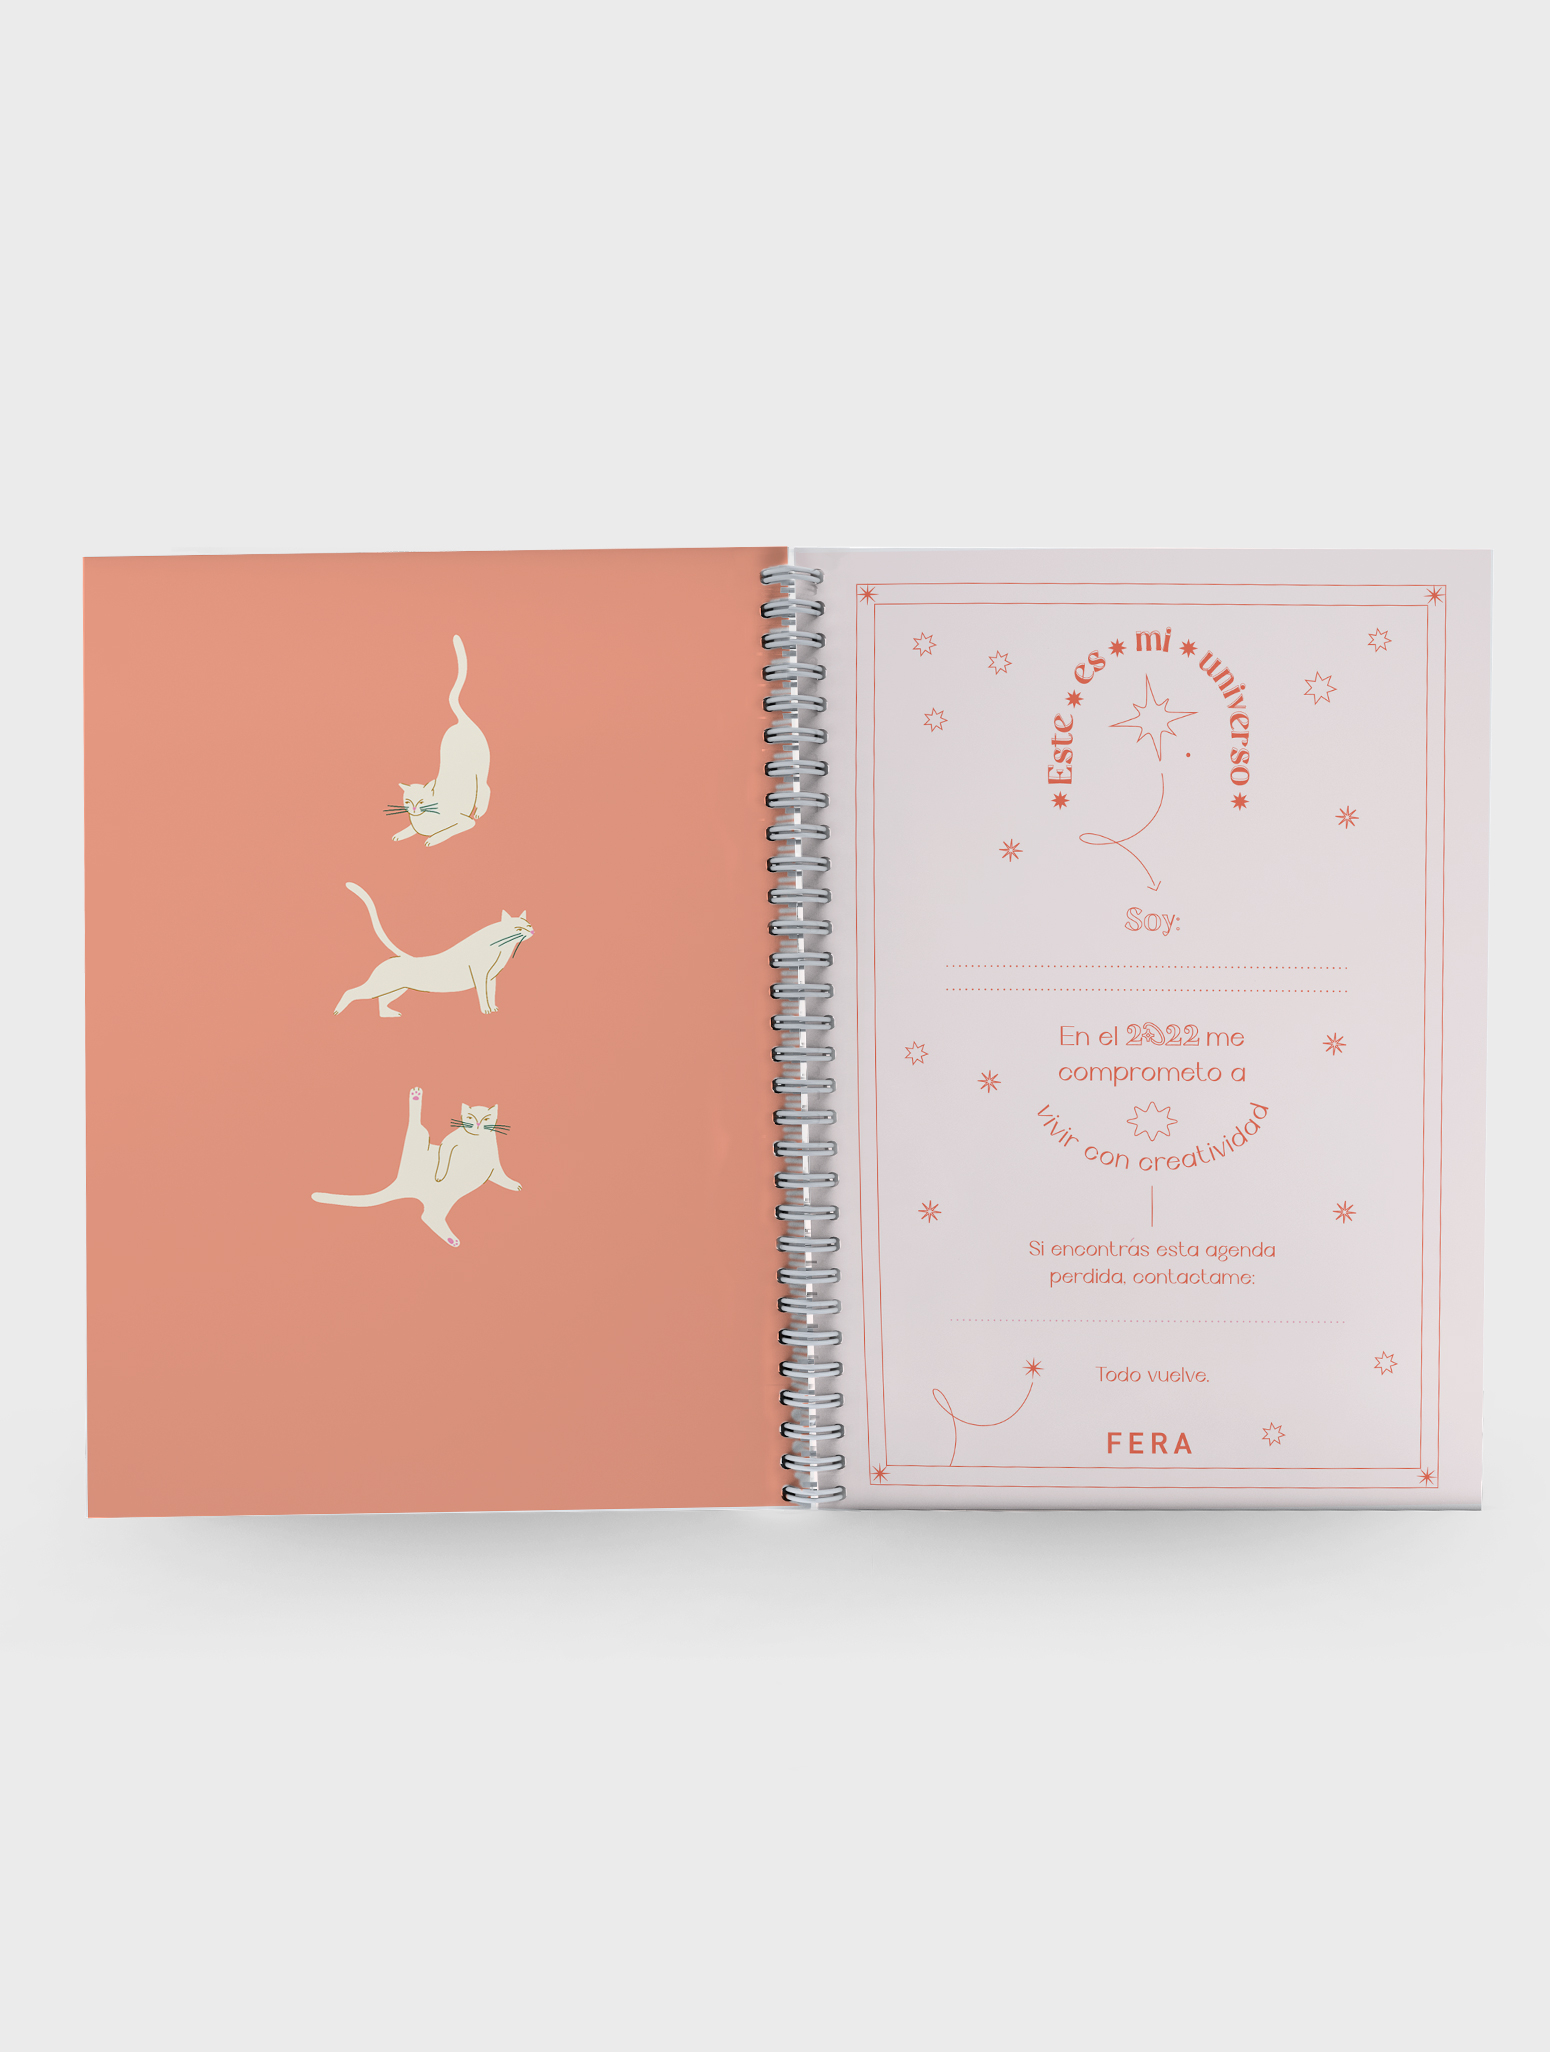 Este es mi universo
Soy:
En el 2022 me
comprometo a
vivir con creatividad
Si encontrás esta agenda
perdida, contactame:
Todo vuelve.
FERA